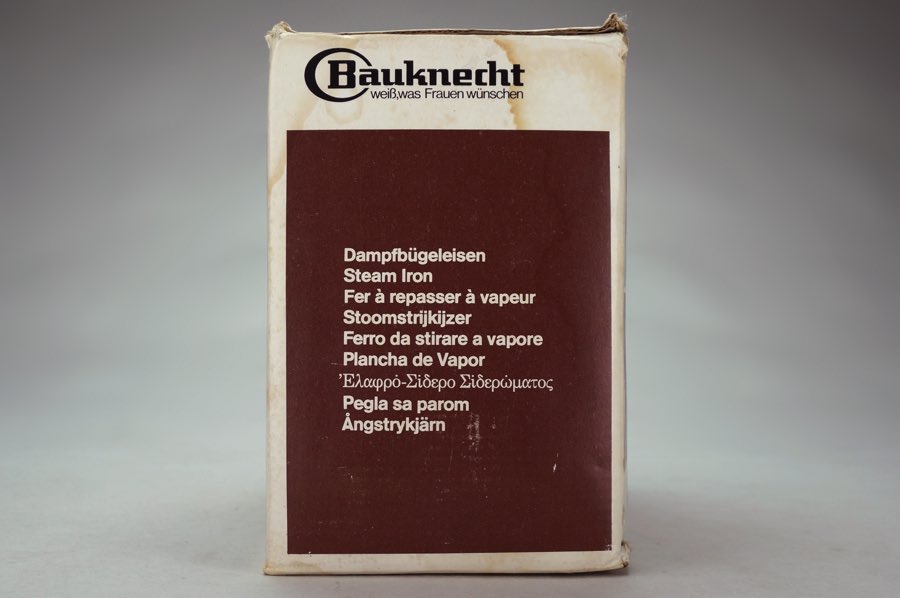 Bauknecht
weiß,was Frauen wünschen
Dampfbügeleisen
Steam Iron
Fer à repasser à vapeur
Stoomstrijkijzer
Ferro da stirare a vapore
Plancha de Vapor
Ἐλαφρό-Σίδερο Σιδερώματος
Pegla sa parom
Ångstrykjärn